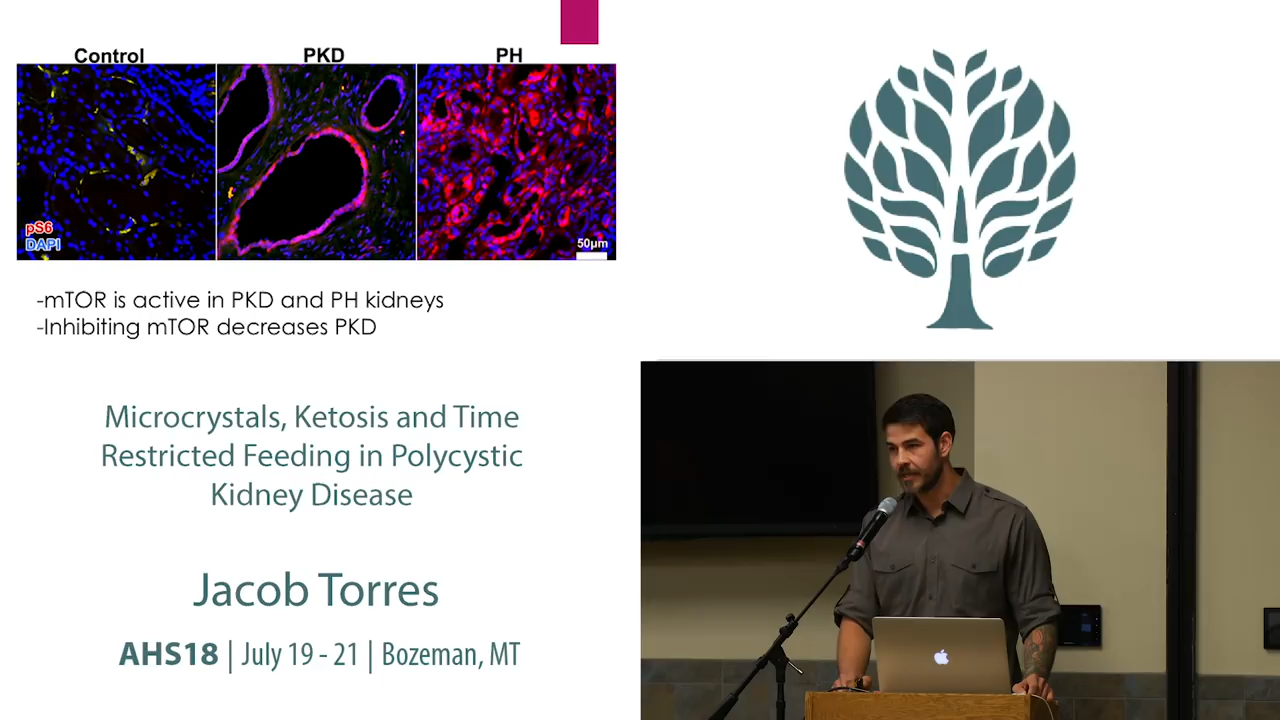 Control PKD PH
pS6
DAPI
50µm
-mTOR is active in PKD and PH kidneys
-Inhibiting mTOR decreases PKD
Microcrystals, Ketosis and Time
Restricted Feeding in Polycystic
Kidney Disease
Jacob Torres
AHS18 | July 19 - 21 | Bozeman, MT